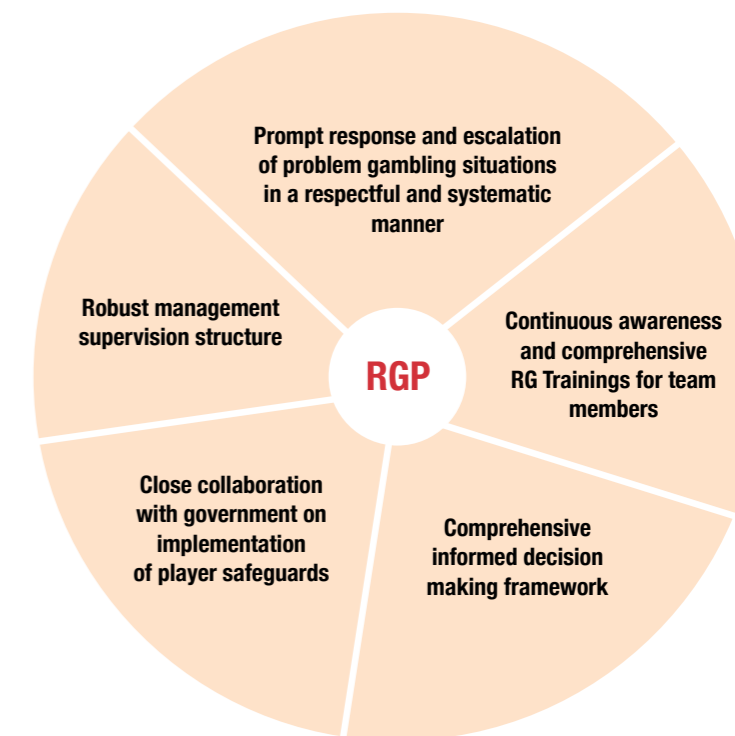 Prompt response and escalation
of problem gambling situations
in a respectful and systematic
manner
Robust management
supervision structure
Continuous awareness
and comprehensive
RG Trainings for team
members
RGP
Close collaboration
with government on
implementation
of player safeguards
Comprehensive
informed decision
making framework